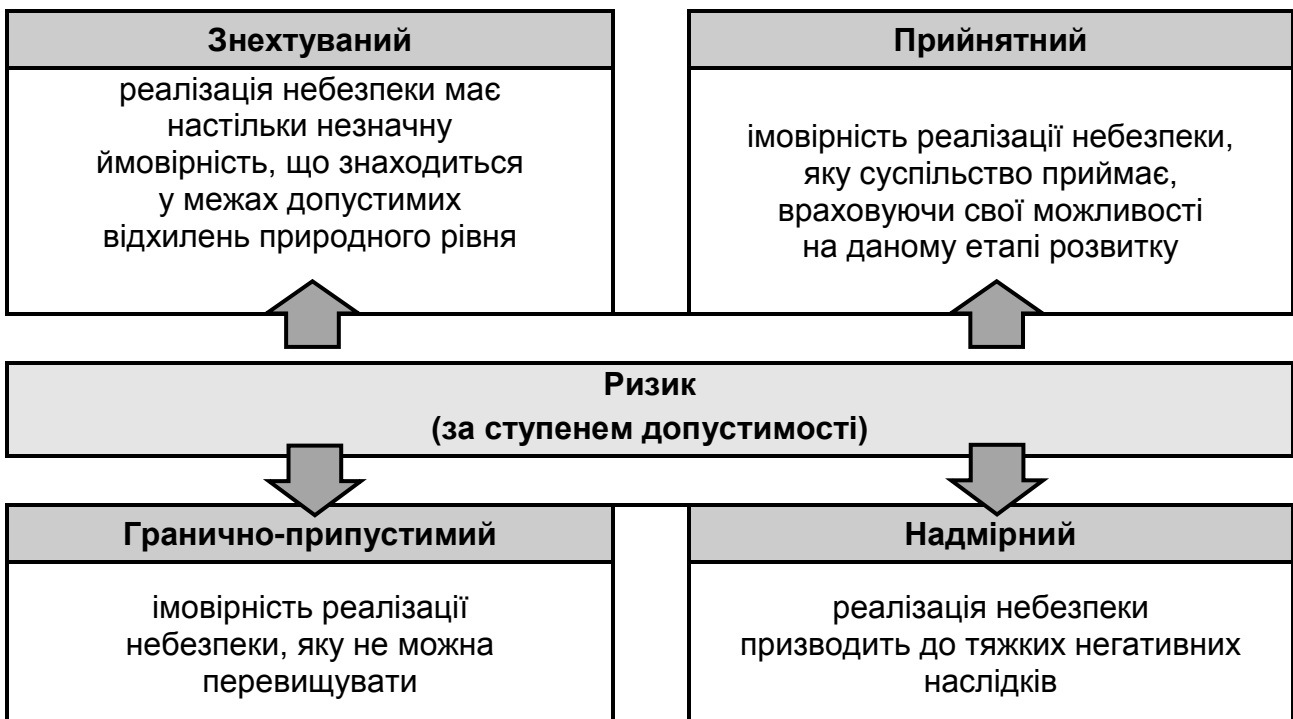 Знехтуваний
реалізація небезпеки має
настільки незначну
ймовірність, що знаходиться
у межах допустимих
відхилень природного рівня
Прийнятний
імовірність реалізації небезпеки,
яку суспільство приймає,
враховуючи свої можливості
на даному етапі розвитку
Ризик
(за ступенем допустимості)
Гранично-припустимий
імовірність реалізації
небезпеки, яку не можна
перевищувати
Надмірний
реалізація небезпеки
призводить до тяжких негативних
наслідків